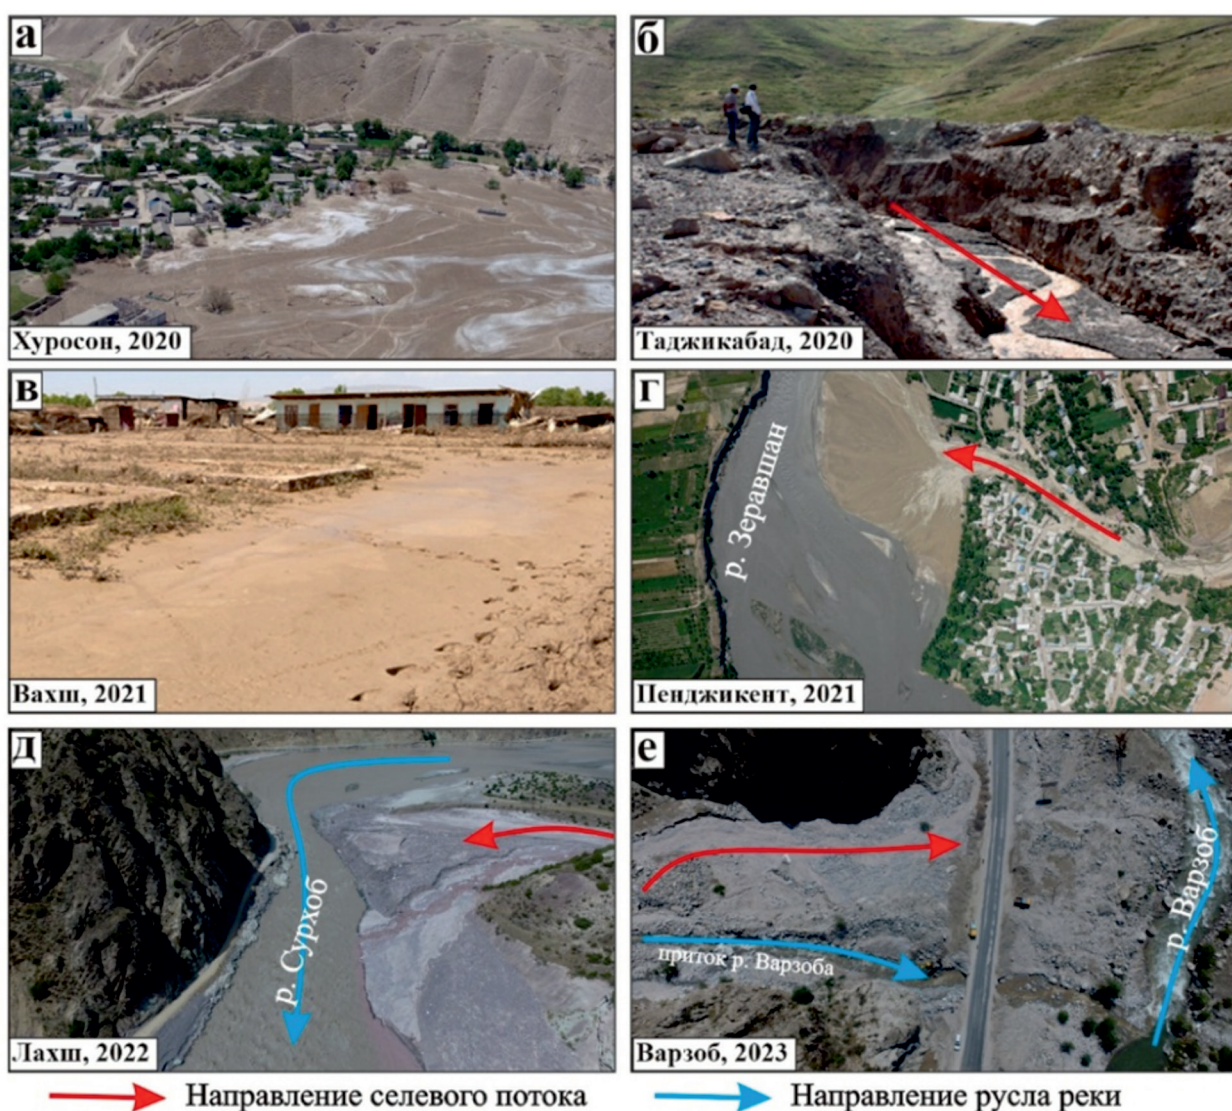 а
б
Хуросон, 2020
Таджикабад, 2020
в
г
р. Зеравшан
Вахш, 2021
Пенджикент, 2021
д
е
р. Сурхоб
р. Варзоб
приток р. Варзоба
Лахш, 2022
Варзоб, 2023
Направление селевого потока
Направление русла реки